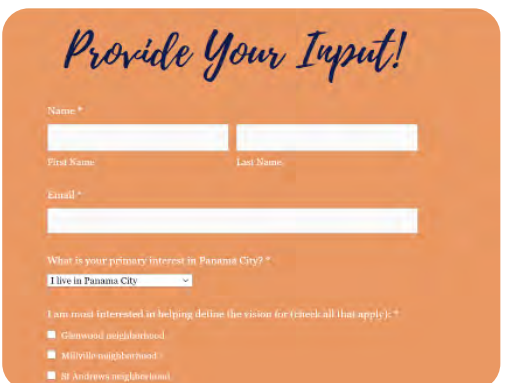 Provide Your Input!
Name *
First Name
Last Name
Email *
What is your primary interest in Panama City? *
I live in Panama City
I am most interested in helping define the vision for (check all that apply): *
Glenwood neighborhood
Millville neighborhood
St Andrews neighborhood